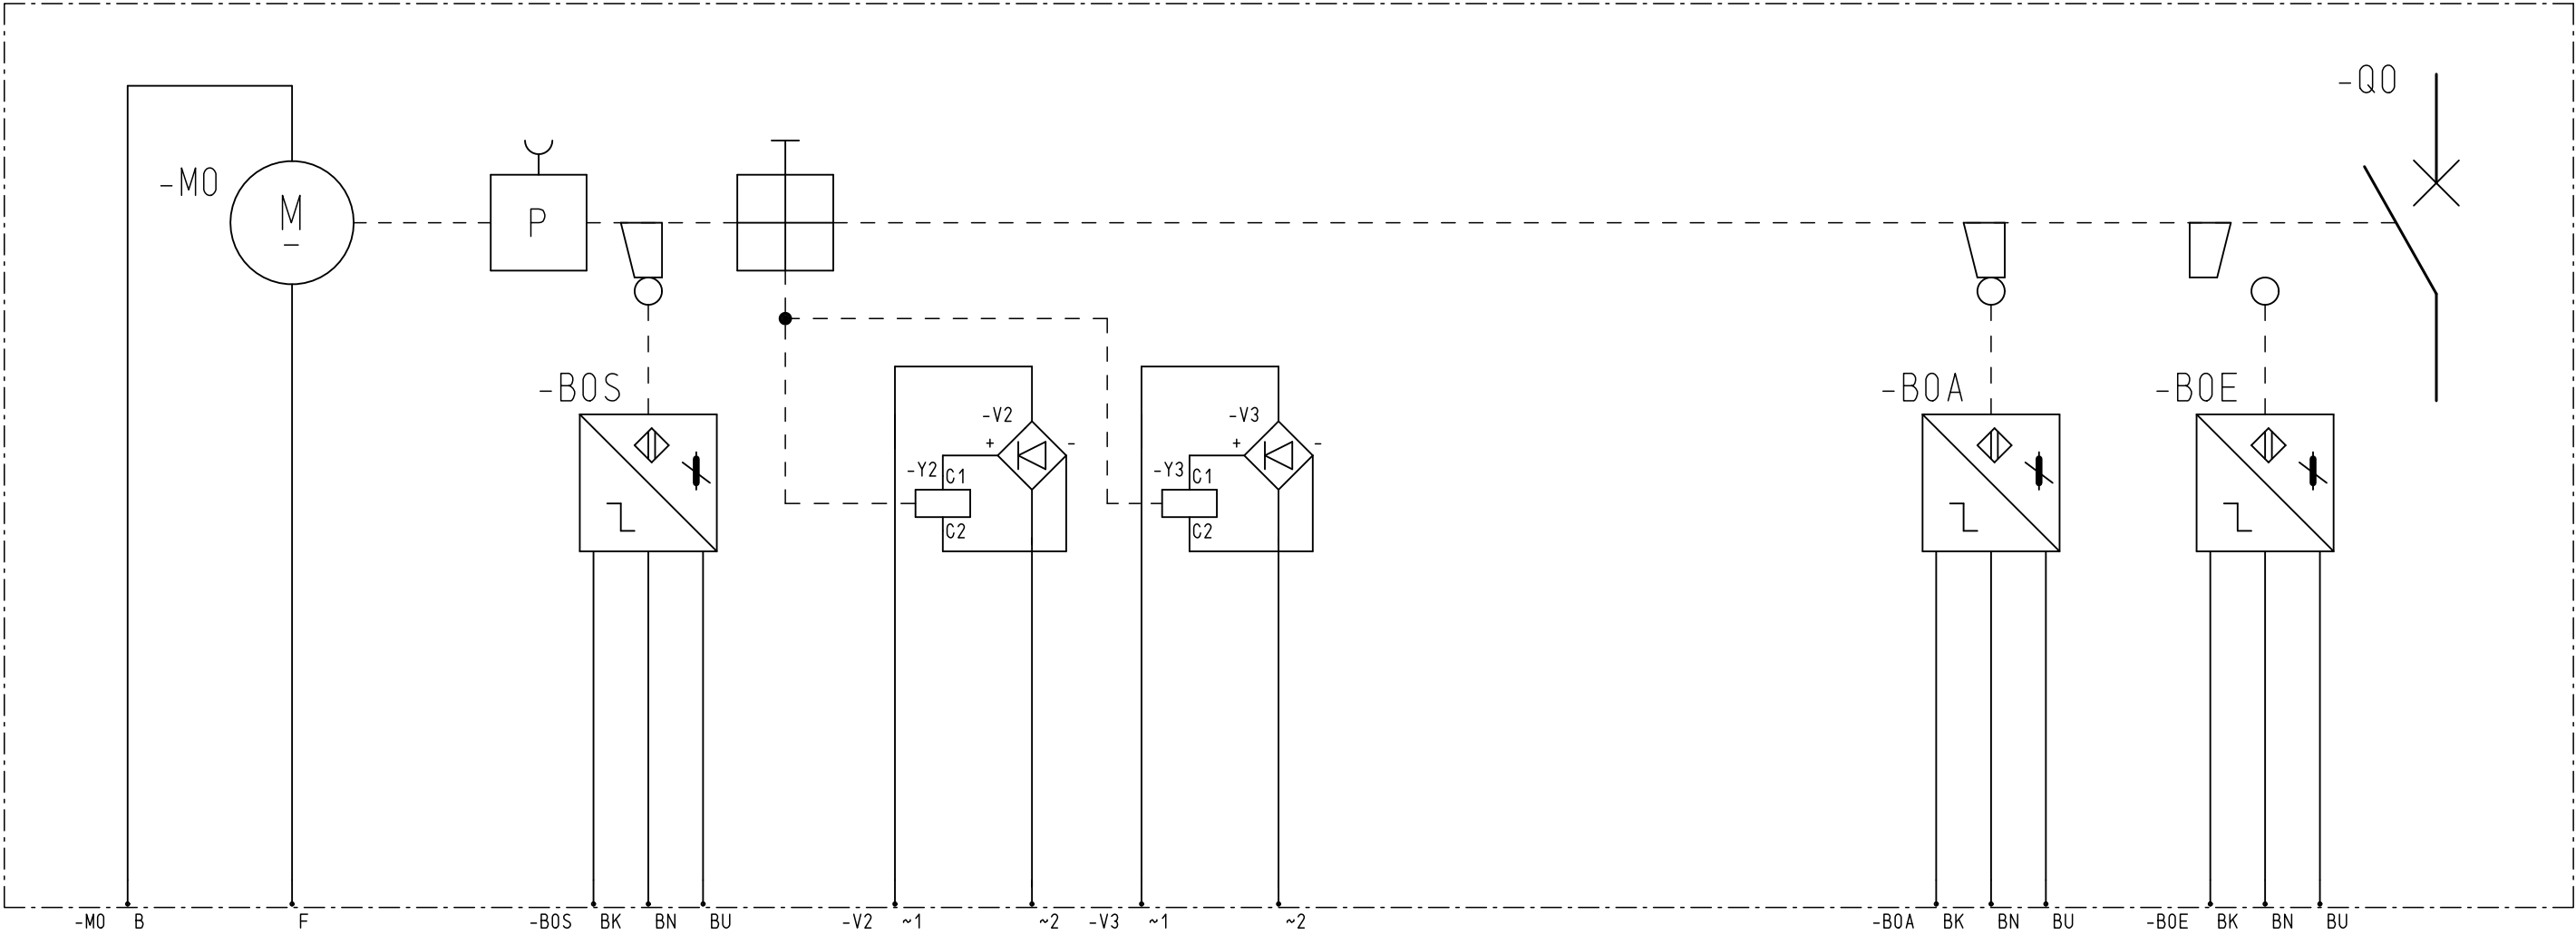 -Q0
-M0
M
P
-B0S
-B0A
-B0E
-V2
-V3
+ -
+ -
-Y2 C1
-Y3 C1
C2
C2
-M0 B F -B0S BK BN BU -V2 ~1 ~2 -V3 ~1 ~2 -B0A BK BN BU -B0E BK BN BU